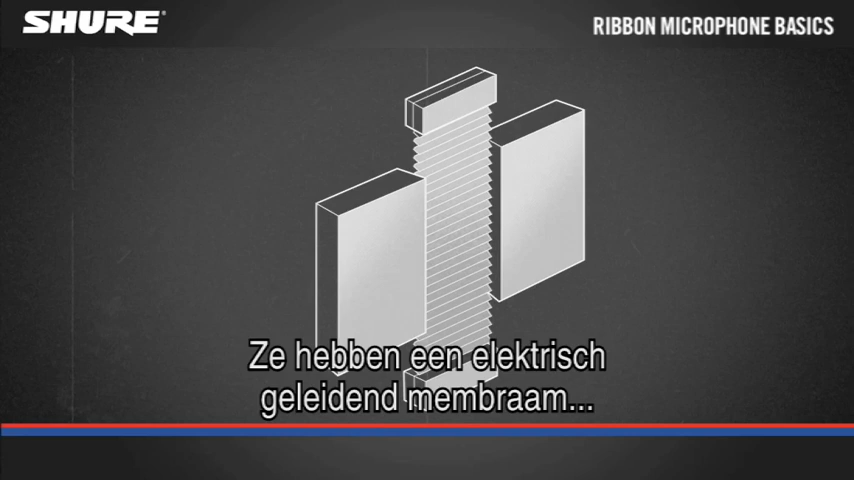 SHURE
RIBBON MICROPHONE BASICS
Ze hebben een elektrisch
geleidend membraam...